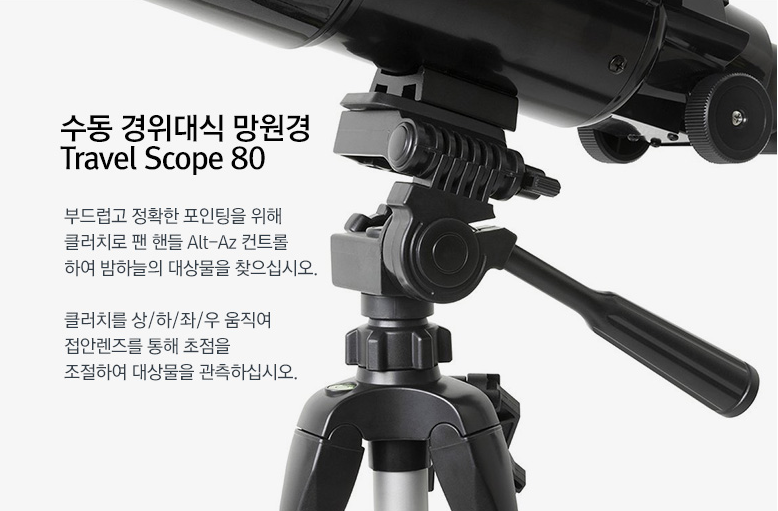 수동 경위대식 망원경
Travel Scope 80
부드럽고 정확한 포인팅을 위해
클러치로 팬 핸들 Alt-Az 컨트롤
하여 밤하늘의 대상물을 찾으십시오.
클러치를 상/하/좌/우 움직여
접안렌즈를 통해 초점을
조절하여 대상물을 관측하십시오.